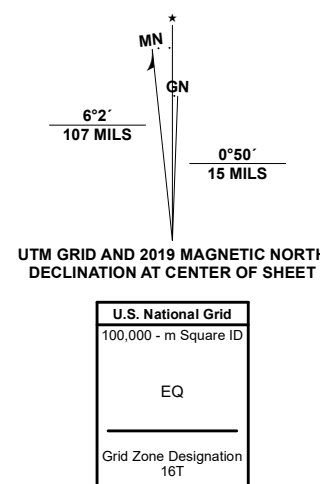 ★
MN
GN
6°2´
107 MILS
0°50´
15 MILS
UTM GRID AND 2019 MAGNETIC NORTH
DECLINATION AT CENTER OF SHEET
U.S. National Grid
100,000 - m Square ID
EQ
Grid Zone Designation
16T